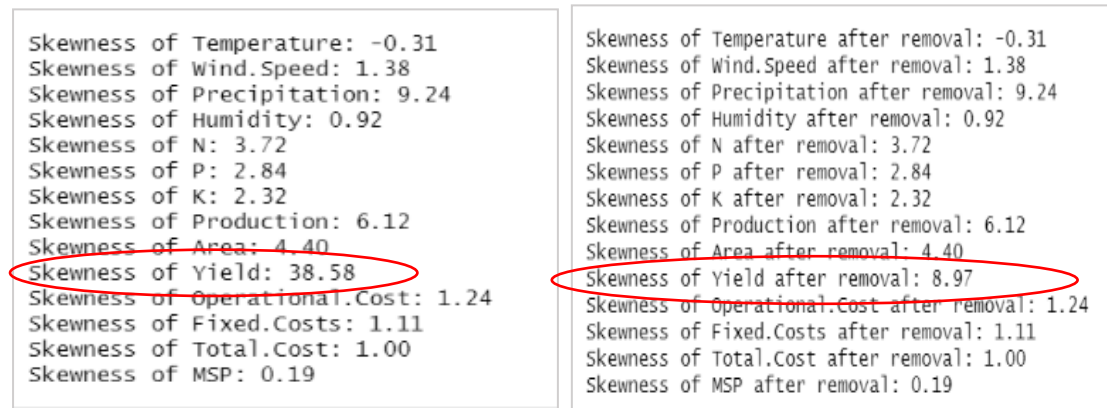 Skewness of Temperature: -0.31
Skewness of Wind.Speed: 1.38
Skewness of Precipitation: 9.24
Skewness of Humidity: 0.92
Skewness of N: 3.72
Skewness of P: 2.84
Skewness of K: 2.32
Skewness of Production: 6.12
Skewness of Area: 4.40
Skewness of Yield: 38.58
Skewness of Operational.Cost: 1.24
Skewness of Fixed.Costs: 1.11
Skewness of Total.Cost: 1.00
Skewness of MSP: 0.19
Skewness of Temperature after removal: -0.31
Skewness of Wind.Speed after removal: 1.38
Skewness of Precipitation after removal: 9.24
Skewness of Humidity after removal: 0.92
Skewness of N after removal: 3.72
Skewness of P after removal: 2.84
Skewness of K after removal: 2.32
Skewness of Production after removal: 6.12
Skewness of Area after removal: 4.40
Skewness of Yield after removal: 8.97
Skewness of Operational.Cost after removal: 1.24
Skewness of Fixed.Costs after removal: 1.11
Skewness of Total.Cost after removal: 1.00
Skewness of MSP after removal: 0.19